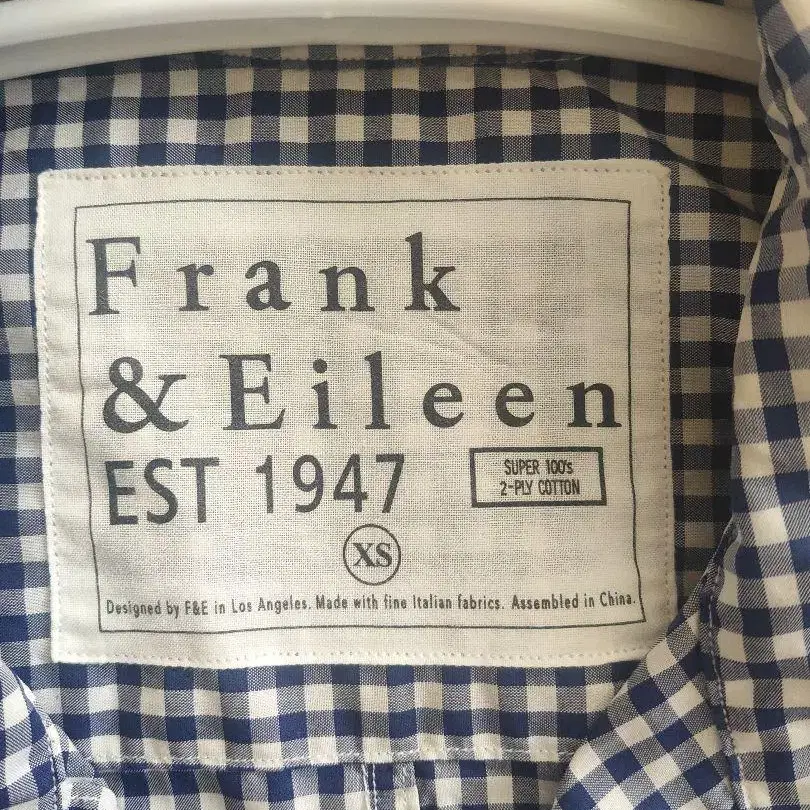 Frank
& Eileen
EST 1947
SUPER 100's
2-PLY COTTON
XS
Designed by F&E in Los Angeles. Made with fine Italian fabrics. Assembled in China.